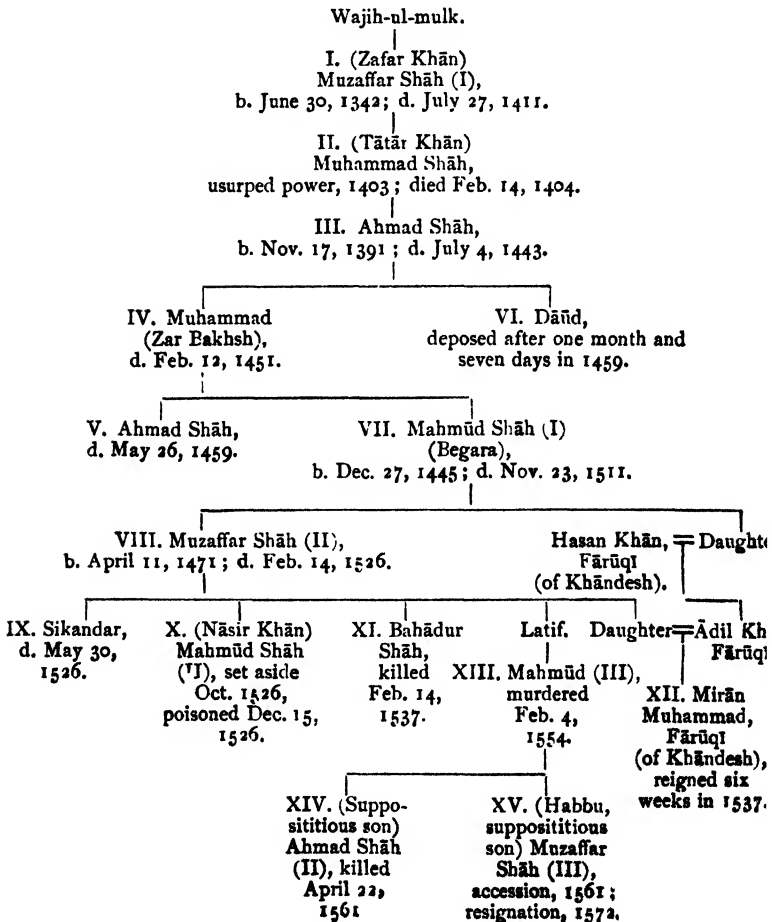 Wajih-ul-mulk.
I. (Zafar Khān)
Muzaffar Shāh (I),
b. June 30, 1342; d. July 27, 1411.
II. (Tātār Khān)
Muhammad Shāh,
usurped power, 1403; died Feb. 14, 1404.
III. Ahmad Shāh,
b. Nov. 17, 1391; d. July 4, 1443.
IV. Muhammad
(Zar Bakhsh),
d. Feb. 12, 1451.
VI. Dāūd,
deposed after one month and
seven days in 1459.
V. Ahmad Shāh,
d. May 26, 1459.
VII. Mahmūd Shāh (I)
(Begara),
b. Dec. 27, 1445; d. Nov. 23, 1511.
VIII. Muzaffar Shāh (II),
b. April 11, 1471; d. Feb. 14, 1526.
Hasan Khān,
Fārūqī
(of Khāndesh).
Daughte
IX. Sikandar,
d. May 30,
1526.
X. (Nāsir Khān)
Mahmūd Shāh
set aside
Oct. 1526,
poisoned Dec. 15,
1526.
XI. Bahādur
Shāh,
killed
Feb. 14,
1537.
Latif.
XIII. Mahmūd (III),
murdered
Feb. 4,
1554.
Daughter
Ādil Kh
Fārūqī
XII. Mirān
Muhammad,
Fārūqī
(of Khāndesh),
reigned six
weeks in 1537.
XIV. (Suppo-
sititious son)
Ahmad Shāh
(II), killed
April 22,
1561
XV. (Habbu,
supposititious
son) Muzaffar
Shāh (III),
accession, 1561;
resignation, 1572.